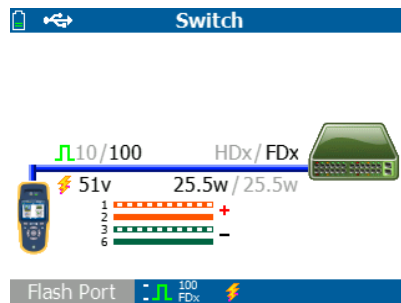 Switch
10/100 HDx/FDx
51v 25.5w/25.5w
1
2 +
3
6 –
Flash Port 100 FDx